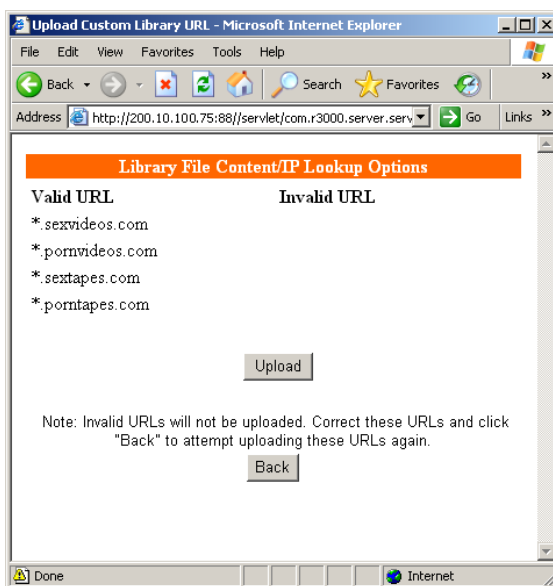 Upload Custom Library URL - Microsoft Internet Explorer
File Edit View Favorites Tools Help
Back Search Favorites »
Address http://200.10.100.75:88//servlet/com.r3000.server.serv Go Links »
Library File Content/IP Lookup Options
Valid URL Invalid URL
*.sexvideos.com
*.pornvideos.com
*.sextapes.com
*.porntapes.com
Upload
Note: Invalid URLs will not be uploaded. Correct these URLs and click
"Back" to attempt uploading these URLs again.
Back
Done Internet